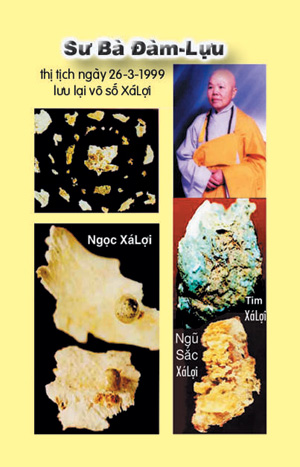 Sư Bà Đàm-Lựu
thị tịch ngày 26-3-1999
lưu lại vô số XáLợi
Ngọc XáLợi
Tim
XáLợi
Ngũ
Sắc
XáLợi